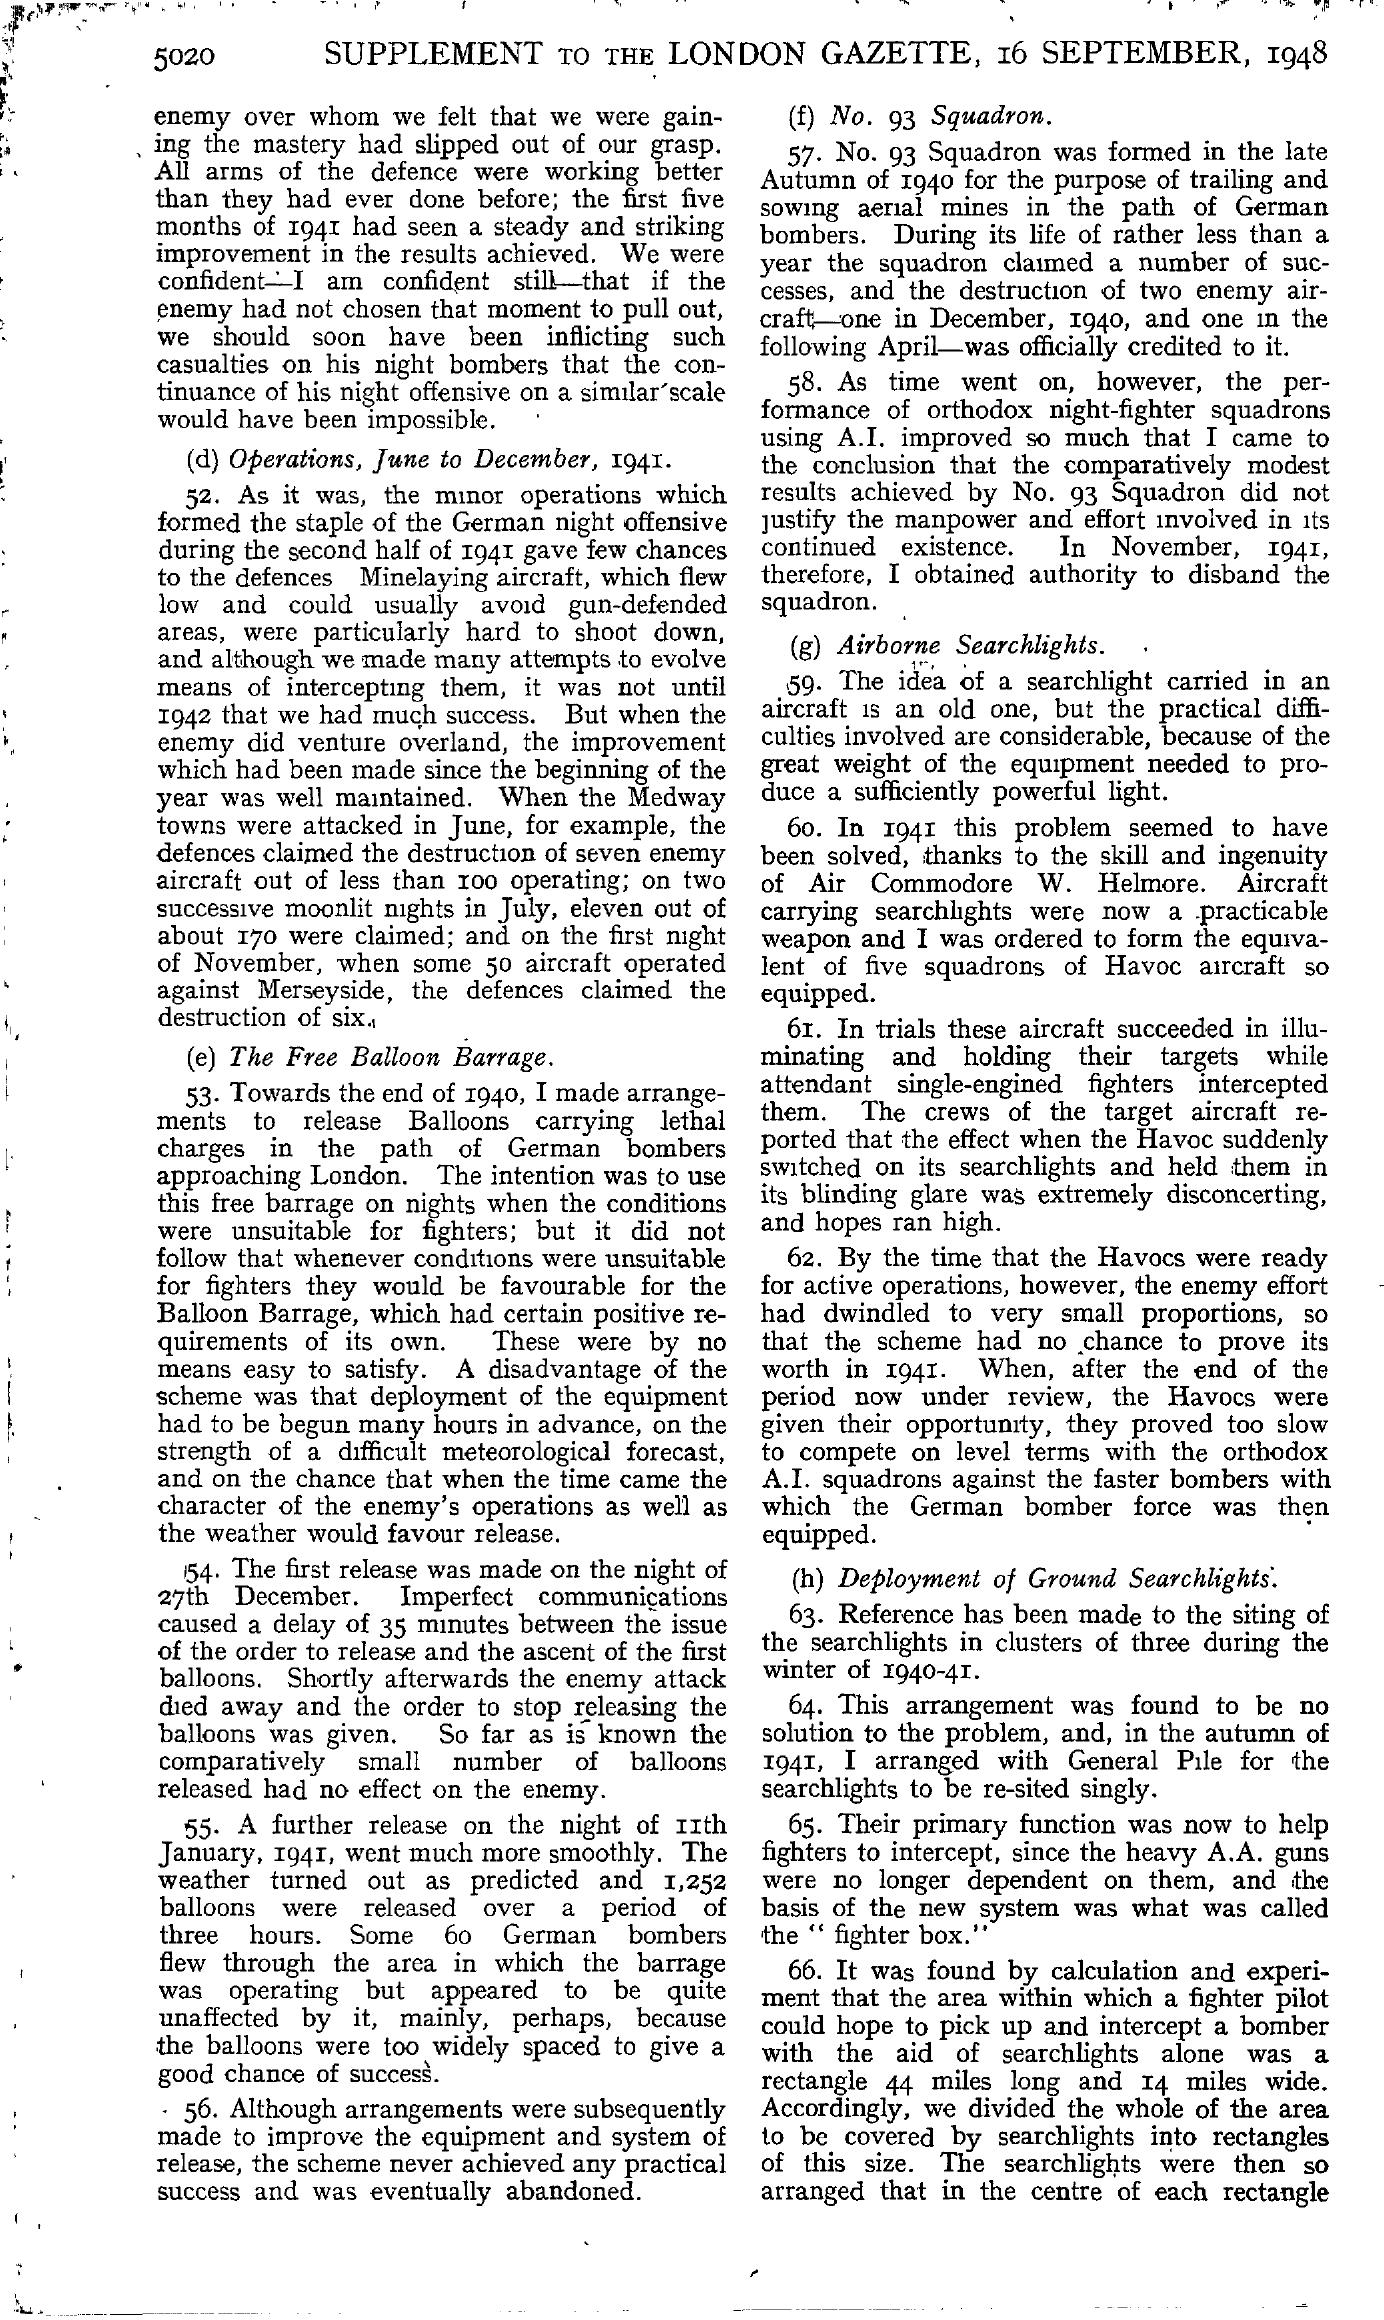 5020 SUPPLEMENT TO THE LONDON GAZETTE, 16 SEPTEMBER, 1948
enemy over whom we felt that we were gain-
ing the mastery had slipped out of our grasp.
All arms of the defence were working better
than they had ever done before; the first five
months of 1941 had seen a steady and striking
improvement in the results achieved. We were
confident—I am confident still—that if the
enemy had not chosen that moment to pull out,
we should soon have been inflicting such
casualties on his night bombers that the con-
tinuance of his night offensive on a similar scale
would have been impossible.
(d) Operations, June to December, 1941.
52. As it was, the minor operations which
formed the staple of the German night offensive
during the second half of 1941 gave few chances
to the defences Minelaying aircraft, which flew
low and could usually avoid gun-defended
areas, were particularly hard to shoot down,
and although we made many attempts to evolve
means of intercepting them, it was not until
1942 that we had much success. But when the
enemy did venture overland, the improvement
which had been made since the beginning of the
year was well maintained. When the Medway
towns were attacked in June, for example, the
defences claimed the destruction of seven enemy
aircraft out of less than 100 operating; on two
successive moonlit nights in July, eleven out of
about 170 were claimed; and on the first night
of November, when some 50 aircraft operated
against Merseyside, the defences claimed the
destruction of six.
(e) The Free Balloon Barrage.
53. Towards the end of 1940, I made arrange-
ments to release Balloons carrying lethal
charges in the path of German bombers
approaching London. The intention was to use
this free barrage on nights when the conditions
were unsuitable for fighters; but it did not
follow that whenever conditions were unsuitable
for fighters they would be favourable for the
Balloon Barrage, which had certain positive re-
quirements of its own. These were by no
means easy to satisfy. A disadvantage of the
scheme was that deployment of the equipment
had to be begun many hours in advance, on the
strength of a difficult meteorological forecast,
and on the chance that when the time came the
character of the enemy's operations as well as
the weather would favour release.
54. The first release was made on the night of
27th December. Imperfect communications
caused a delay of 35 minutes between the issue
of the order to release and the ascent of the first
balloons. Shortly afterwards the enemy attack
died away and the order to stop releasing the
balloons was given. So far as is known the
comparatively small number of balloons
released had no effect on the enemy.
55. A further release on the night of 11th
January, 1941, went much more smoothly. The
weather turned out as predicted and 1,252
balloons were released over a period of
three hours. Some 60 German bombers
flew through the area in which the barrage
was operating but appeared to be quite
unaffected by it, mainly, perhaps, because
the balloons were too widely spaced to give a
good chance of success.
56. Although arrangements were subsequently
made to improve the equipment and system of
release, the scheme never achieved any practical
success and was eventually abandoned.
(f) No. 93 Squadron.
57. No. 93 Squadron was formed in the late
Autumn of 1940 for the purpose of trailing and
sowing aerial mines in the path of German
bombers. During its life of rather less than a
year the squadron claimed a number of suc-
cesses, and the destruction of two enemy air-
craft—one in December, 1940, and one in the
following April—was officially credited to it.
58. As time went on, however, the per-
formance of orthodox night-fighter squadrons
using A.I. improved so much that I came to
the conclusion that the comparatively modest
results achieved by No. 93 Squadron did not
justify the manpower and effort involved in its
continued existence. In November, 1941,
therefore, I obtained authority to disband the
squadron.
(g) Airborne Searchlights.
59. The idea of a searchlight carried in an
aircraft is an old one, but the practical diffi-
culties involved are considerable, because of the
great weight of the equipment needed to pro-
duce a sufficiently powerful light.
60. In 1941 this problem seemed to have
been solved, thanks to the skill and ingenuity
of Air Commodore W. Helmore. Aircraft
carrying searchlights were now a practicable
weapon and I was ordered to form the equiva-
lent of five squadrons of Havoc aircraft so
equipped.
61. In trials these aircraft succeeded in illu-
minating and holding their targets while
attendant single-engined fighters intercepted
them. The crews of the target aircraft re-
ported that the effect when the Havoc suddenly
switched on its searchlights and held them in
its blinding glare was extremely disconcerting,
and hopes ran high.
62. By the time that the Havocs were ready
for active operations, however, the enemy effort
had dwindled to very small proportions, so
that the scheme had no chance to prove its
worth in 1941. When, after the end of the
period now under review, the Havocs were
given their opportunity, they proved too slow
to compete on level terms with the orthodox
A.I. squadrons against the faster bombers with
which the German bomber force was then
equipped.
(h) Deployment of Ground Searchlights.
63. Reference has been made to the siting of
the searchlights in clusters of three during the
winter of 1940-41.
64. This arrangement was found to be no
solution to the problem, and, in the autumn of
1941, I arranged with General Pile for the
searchlights to be re-sited singly.
65. Their primary function was now to help
fighters to intercept, since the heavy A.A. guns
were no longer dependent on them, and the
basis of the new system was what was called
the " fighter box."
66. It was found by calculation and experi-
ment that the area within which a fighter pilot
could hope to pick up and intercept a bomber
with the aid of searchlights alone was a
rectangle 44 miles long and 14 miles wide.
Accordingly, we divided the whole of the area
to be covered by searchlights into rectangles
of this size. The searchlights were then so
arranged that in the centre of each rectangle